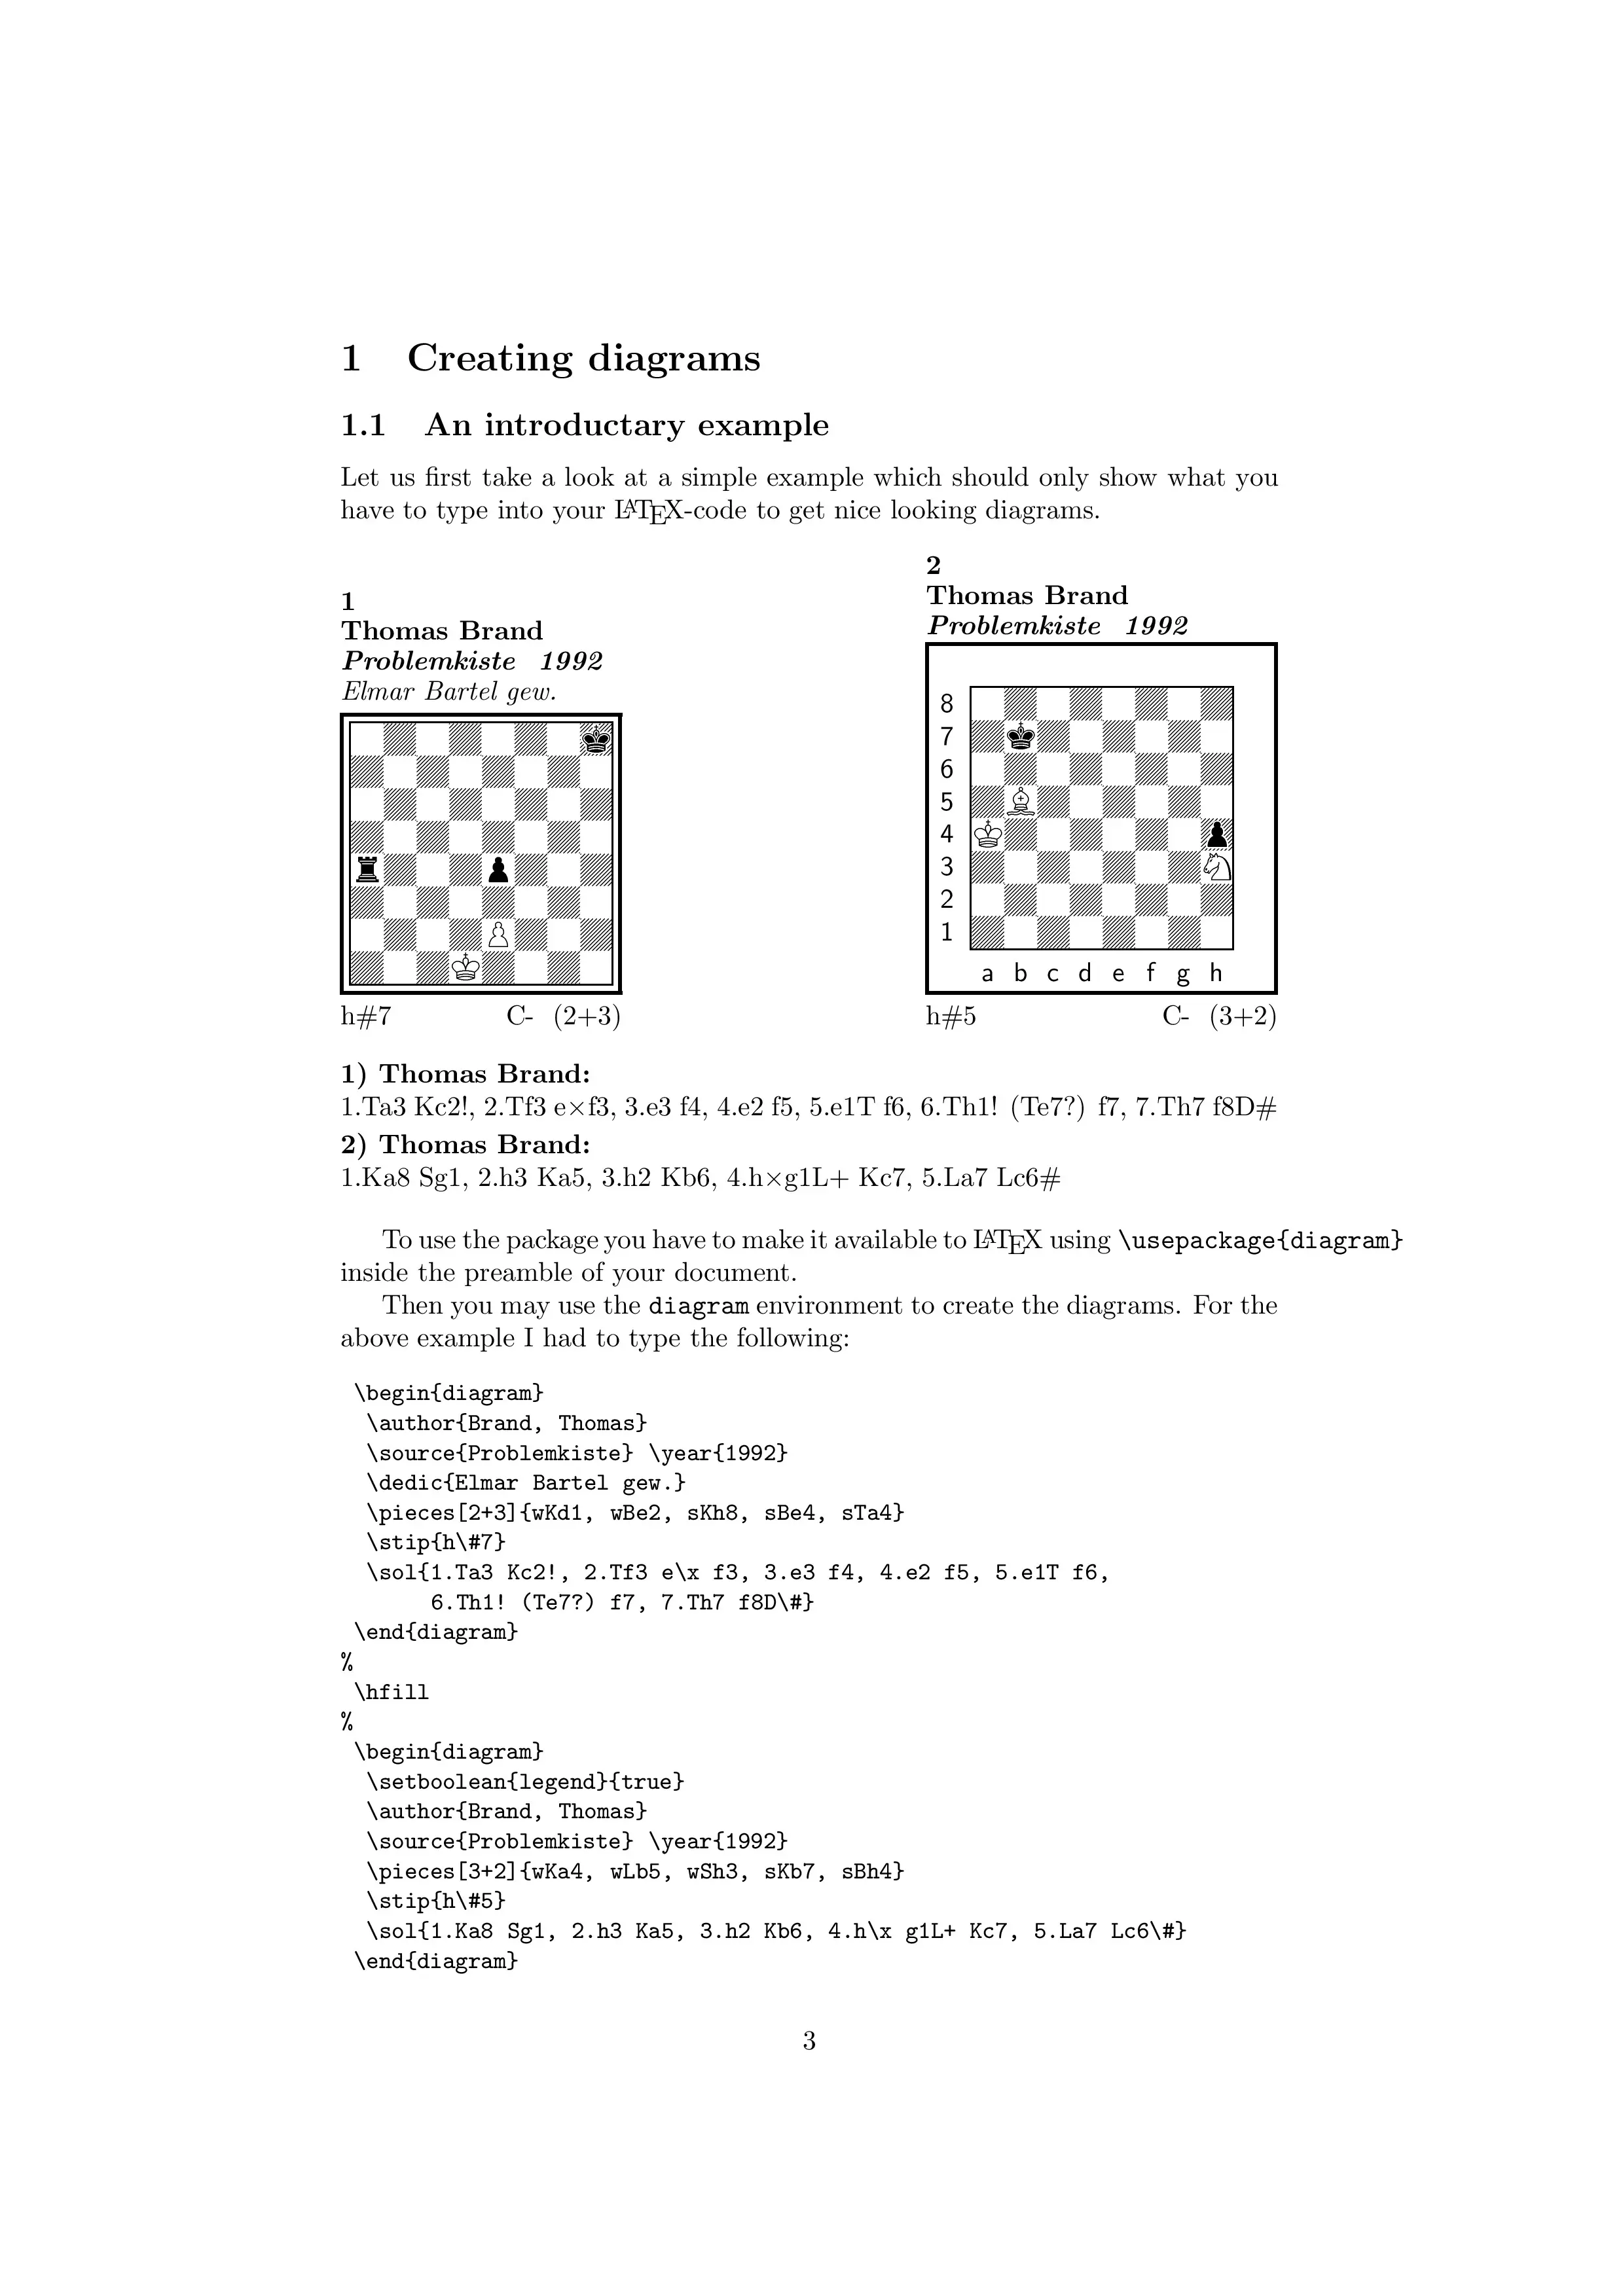 1 Creating diagrams
1.1 An introductary example
Let us first take a look at a simple example which should only show what you
have to type into your LATEX-code to get nice looking diagrams.
1
Thomas Brand
Problemkiste 1992
Elmar Bartel gew.
h#7 C- (2+3)
2
Thomas Brand
Problemkiste 1992
8
7
6
5
4
3
2
1
a b c d e f g h
h#5 C- (3+2)
1) Thomas Brand:
1.Ta3 Kc2!, 2.Tf3 e×f3, 3.e3 f4, 4.e2 f5, 5.e1T f6, 6.Th1! (Te7?) f7, 7.Th7 f8D#
2) Thomas Brand:
1.Ka8 Sg1, 2.h3 Ka5, 3.h2 Kb6, 4.h×g1L+ Kc7, 5.La7 Lc6#
To use the package you have to make it available to LATEX using \usepackage{diagram}
inside the preamble of your document.
Then you may use the diagram environment to create the diagrams. For the
above example I had to type the following:
\begin{diagram}
\author{Brand, Thomas}
\source{Problemkiste} \year{1992}
\dedic{Elmar Bartel gew.}
\pieces[2+3]{wKd1, wBe2, sKh8, sBe4, sTa4}
\stip{h\#7}
\sol{1.Ta3 Kc2!, 2.Tf3 e\x f3, 3.e3 f4, 4.e2 f5, 5.e1T f6,
6.Th1! (Te7?) f7, 7.Th7 f8D\#}
\end{diagram}
%
\hfill
%
\begin{diagram}
\setboolean{legend}{true}
\author{Brand, Thomas}
\source{Problemkiste} \year{1992}
\pieces[3+2]{wKa4, wLb5, wSh3, sKb7, sBh4}
\stip{h\#5}
\sol{1.Ka8 Sg1, 2.h3 Ka5, 3.h2 Kb6, 4.h\x g1L+ Kc7, 5.La7 Lc6\#}
\end{diagram}
3